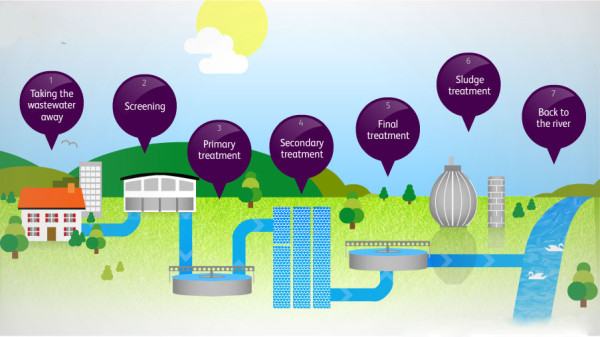 1
Taking the
wastewater
away
2
Screening
3
Primary
treatment
4
Secondary
treatment
5
Final
treatment
6
Sludge
treatment
7
Back to
the river